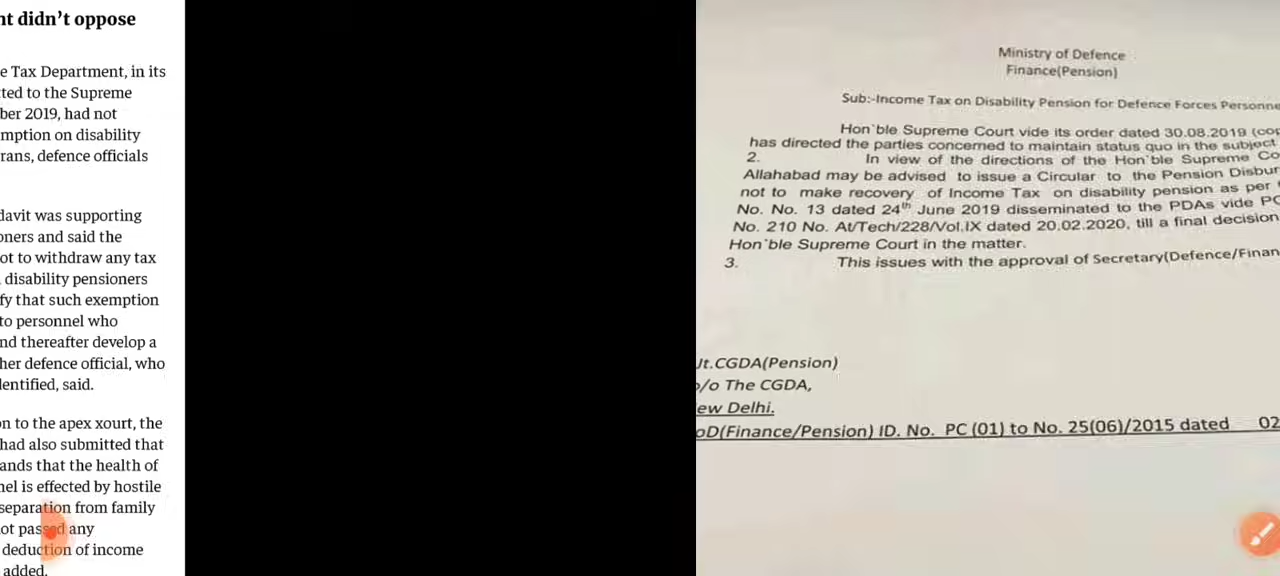 nt didn't oppose
e Tax Department, in its
ted to the Supreme
ber 2019, had not
mption on disability
rans, defence officials
davit was supporting
oners and said the
ot to withdraw any tax
disability pensioners
fy that such exemption
to personnel who
nd thereafter develop a
her defence official, who
lentified, said.
on to the apex xourt, the
had also submitted that
ands that the health of
nel is effected by hostile
separation from family
ot passed any
deduction of income
added.
Ministry of Defence
Finance(Pension)
Sub:-Income Tax on Disability Pension for Defence Forces Personne
Hon`ble Supreme Court vide its order dated 30.08.2019 (cop
has directed the parties concerned to maintain status quo in the subject
2. In view of the directions of the Hon`ble Supreme Co
Allahabad may be advised to issue a Circular to the Pension Disbur
not to make recovery of Income Tax on disability pension as per
No. No. 13 dated 24th June 2019 disseminated to the PDAs vide PC
No. 210 No. At/Tech/228/Vol.IX dated 20.02.2020, till a final decision
Hon`ble Supreme Court in the matter.
3. This issues with the approval of Secretary(Defence/Finan
Jt.CGDA(Pension)
/o The CGDA,
ew Delhi.
oD(Finance/Pension) ID. No. PC (01) to No. 25(06)/2015 dated 02